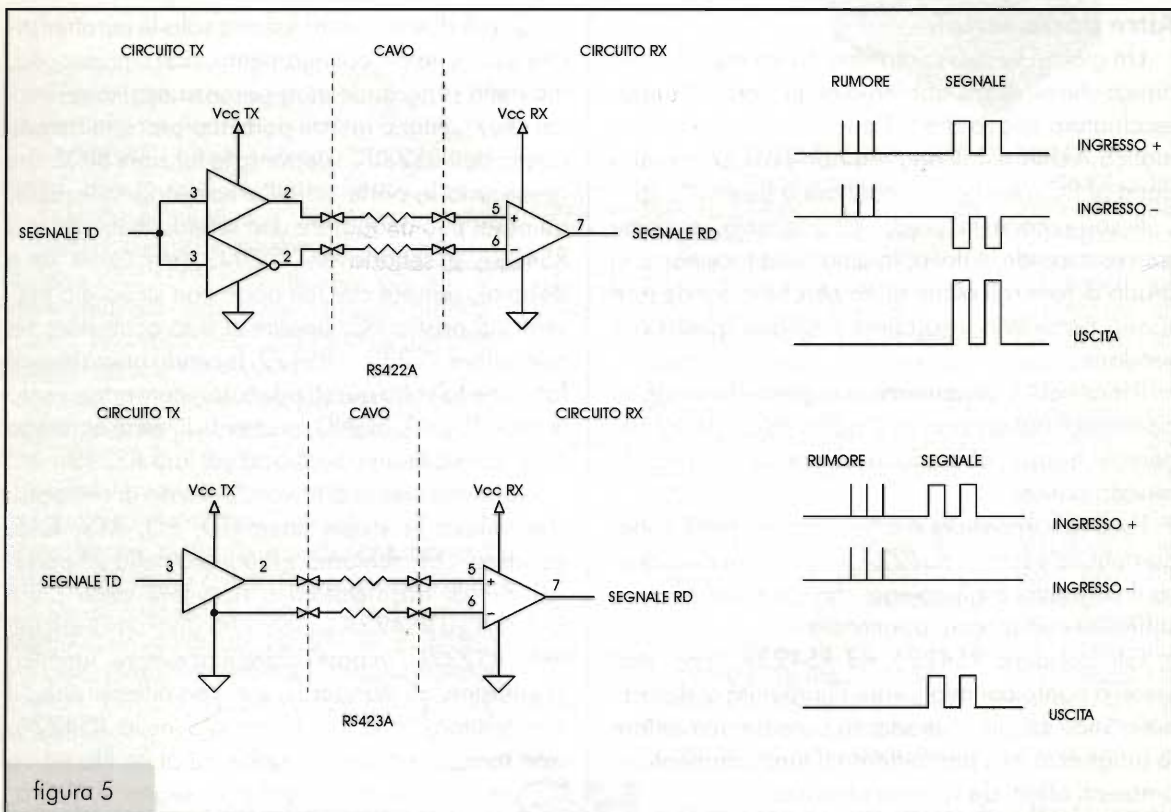 CIRCUITO TX CAVO CIRCUITO RX
Vcc TX Vcc RX
3 2
SEGNALE TD
3 2
5 +
6 −
7
SEGNALE RD
RS422A
RUMORE SEGNALE
INGRESSO +
INGRESSO −
USCITA
CIRCUITO TX CAVO CIRCUITO RX
Vcc TX Vcc RX
SEGNALE TD
3 2
5 +
6 −
7
SEGNALE RD
RS423A
RUMORE SEGNALE
INGRESSO +
INGRESSO −
USCITA
figura 5